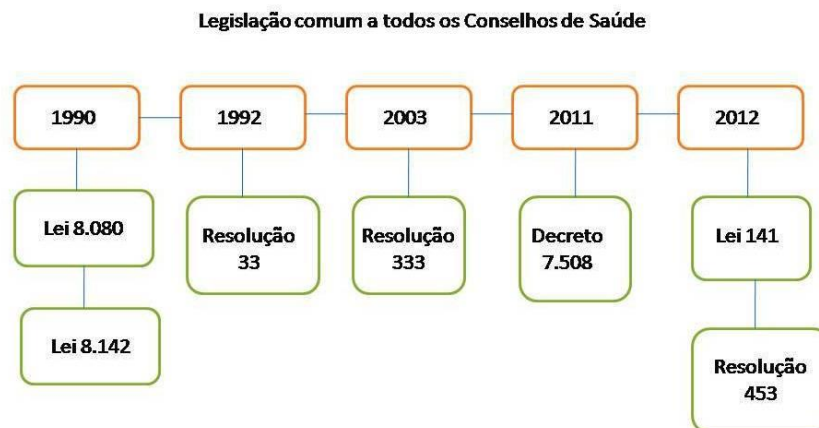 Legislação comum a todos os Conselhos de Saúde
1990
1992
2003
2011
2012
Lei 8.080
Resolução
33
Resolução
333
Decreto
7.508
Lei 141
Lei 8.142
Resolução
453